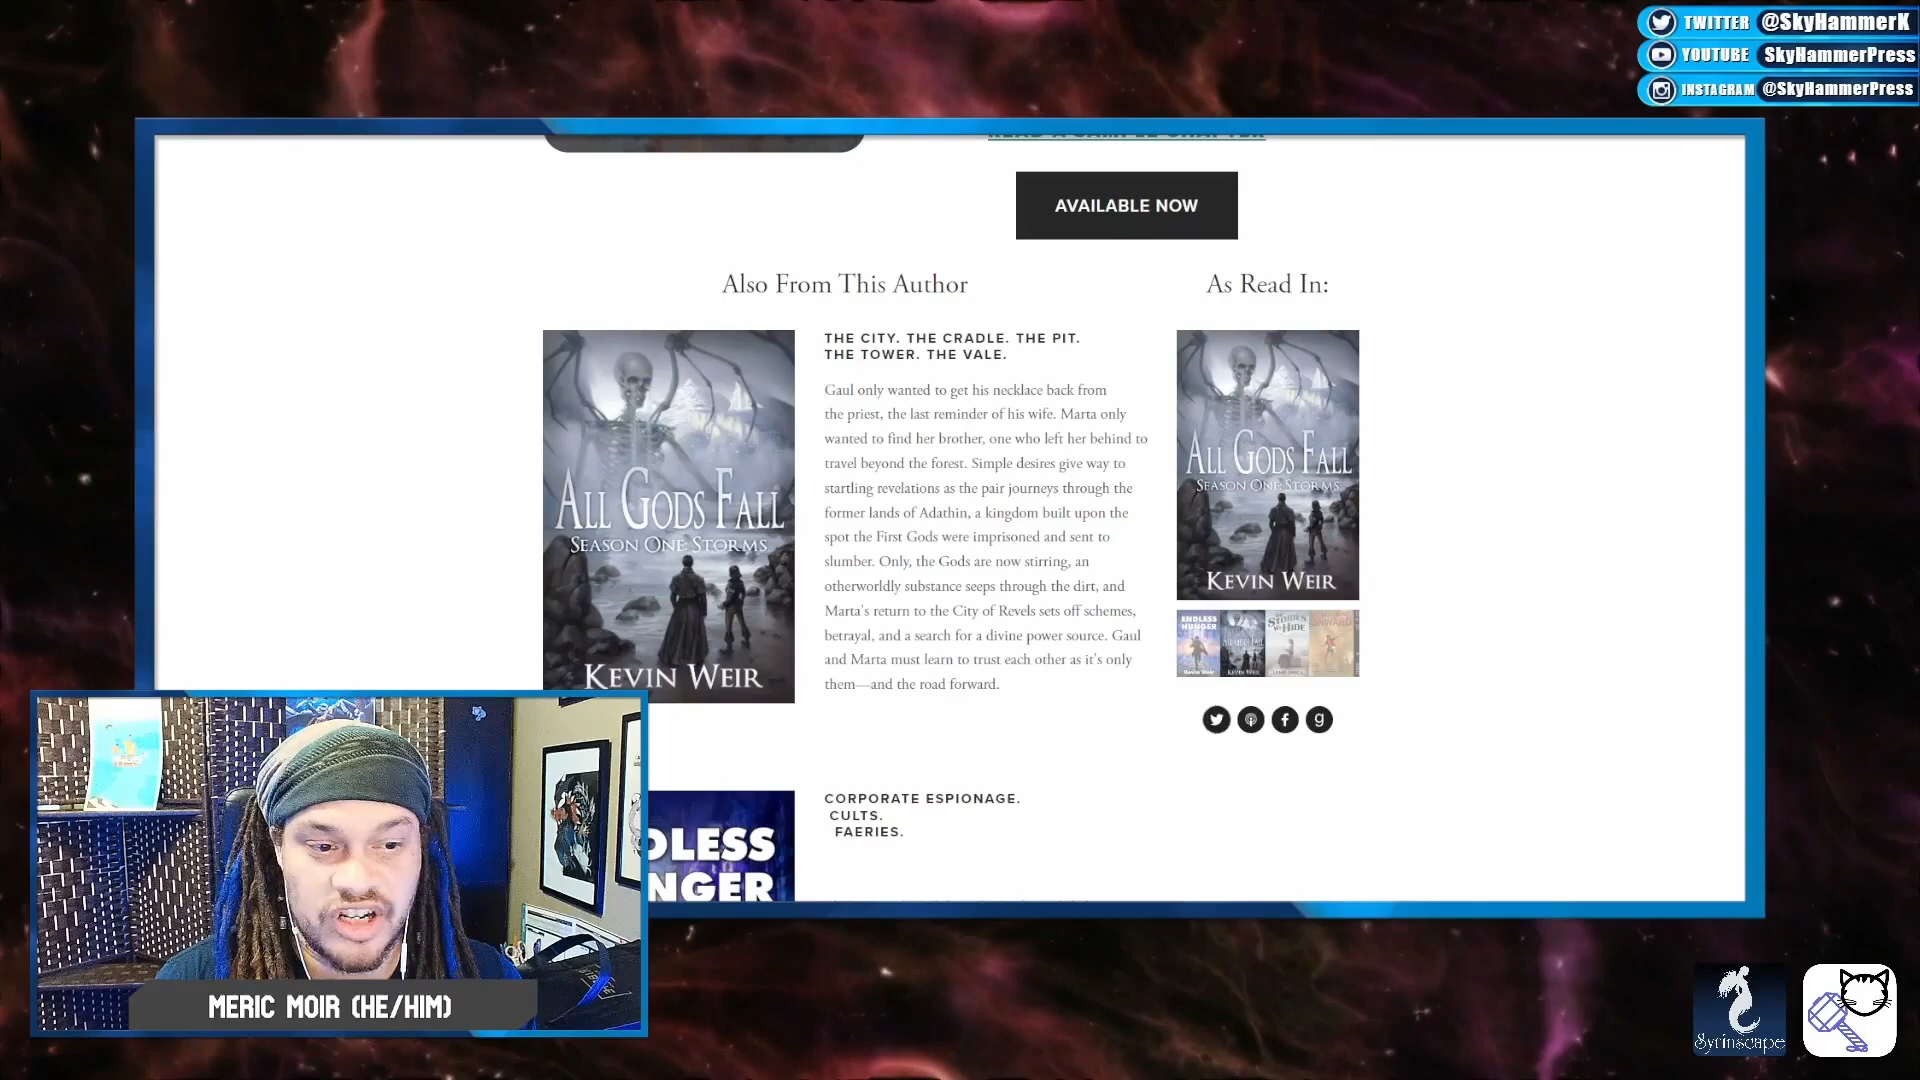 TWITTER @SkyHammerK
YOUTUBE SkyHammerPress
INSTAGRAM @SkyHammerPress
READ A SAMPLE CHAPTER
AVAILABLE NOW
Also From This Author
As Read In:
ALL GODS FALL
SEASON ONE: STORMS
KEVIN WEIR
THE CITY. THE CRADLE. THE PIT.
THE TOWER. THE VALE.
Gaul only wanted to get his necklace back from
the priest, the last reminder of his wife. Marta only
wanted to find her brother, one who left her behind to
travel beyond the forest. Simple desires give way to
startling revelations as the pair journeys through the
former lands of Adathin, a kingdom built upon the
spot the First Gods were imprisoned and sent to
slumber. Only, the Gods are now stirring, an
otherworldly substance seeps through the dirt, and
Marta's return to the City of Revels sets off schemes,
betrayal, and a search for a divine power source. Gaul
and Marta must learn to trust each other as it's only
them—and the road forward.
ALL GODS FALL
SEASON ONE: STORMS
KEVIN WEIR
ENDLESS
HUNGER
Kevin Weir
STORIES
WE HIDE
g
DLESS
NGER
CORPORATE ESPIONAGE.
CULTS.
FAERIES.
MERIC MOIR (HE/HIM)
Syrinscape